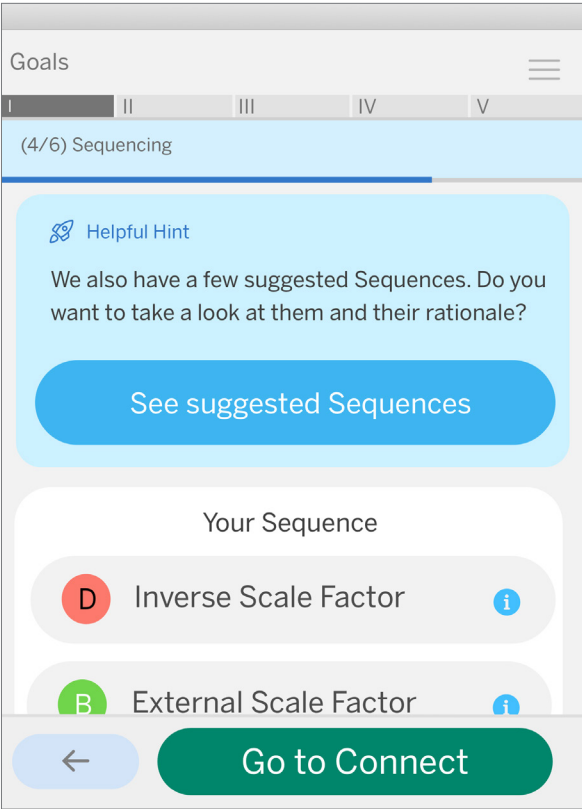 Goals
I II III IV V
(4/6) Sequencing
Helpful Hint
We also have a few suggested Sequences. Do you
want to take a look at them and their rationale?
See suggested Sequences
Your Sequence
D Inverse Scale Factor i
B External Scale Factor i
← Go to Connect